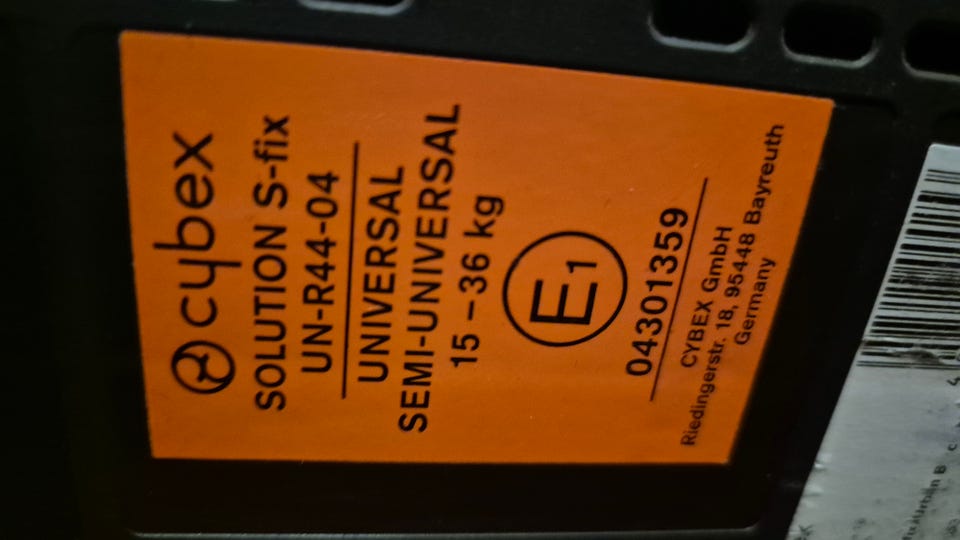 cybex
SOLUTION S-fix
UN-R44-04
UNIVERSAL
SEMI-UNIVERSAL
15 – 36 kg
E1
04301359
CYBEX GmbH
Riedingerstr. 18, 95448 Bayreuth
Germany